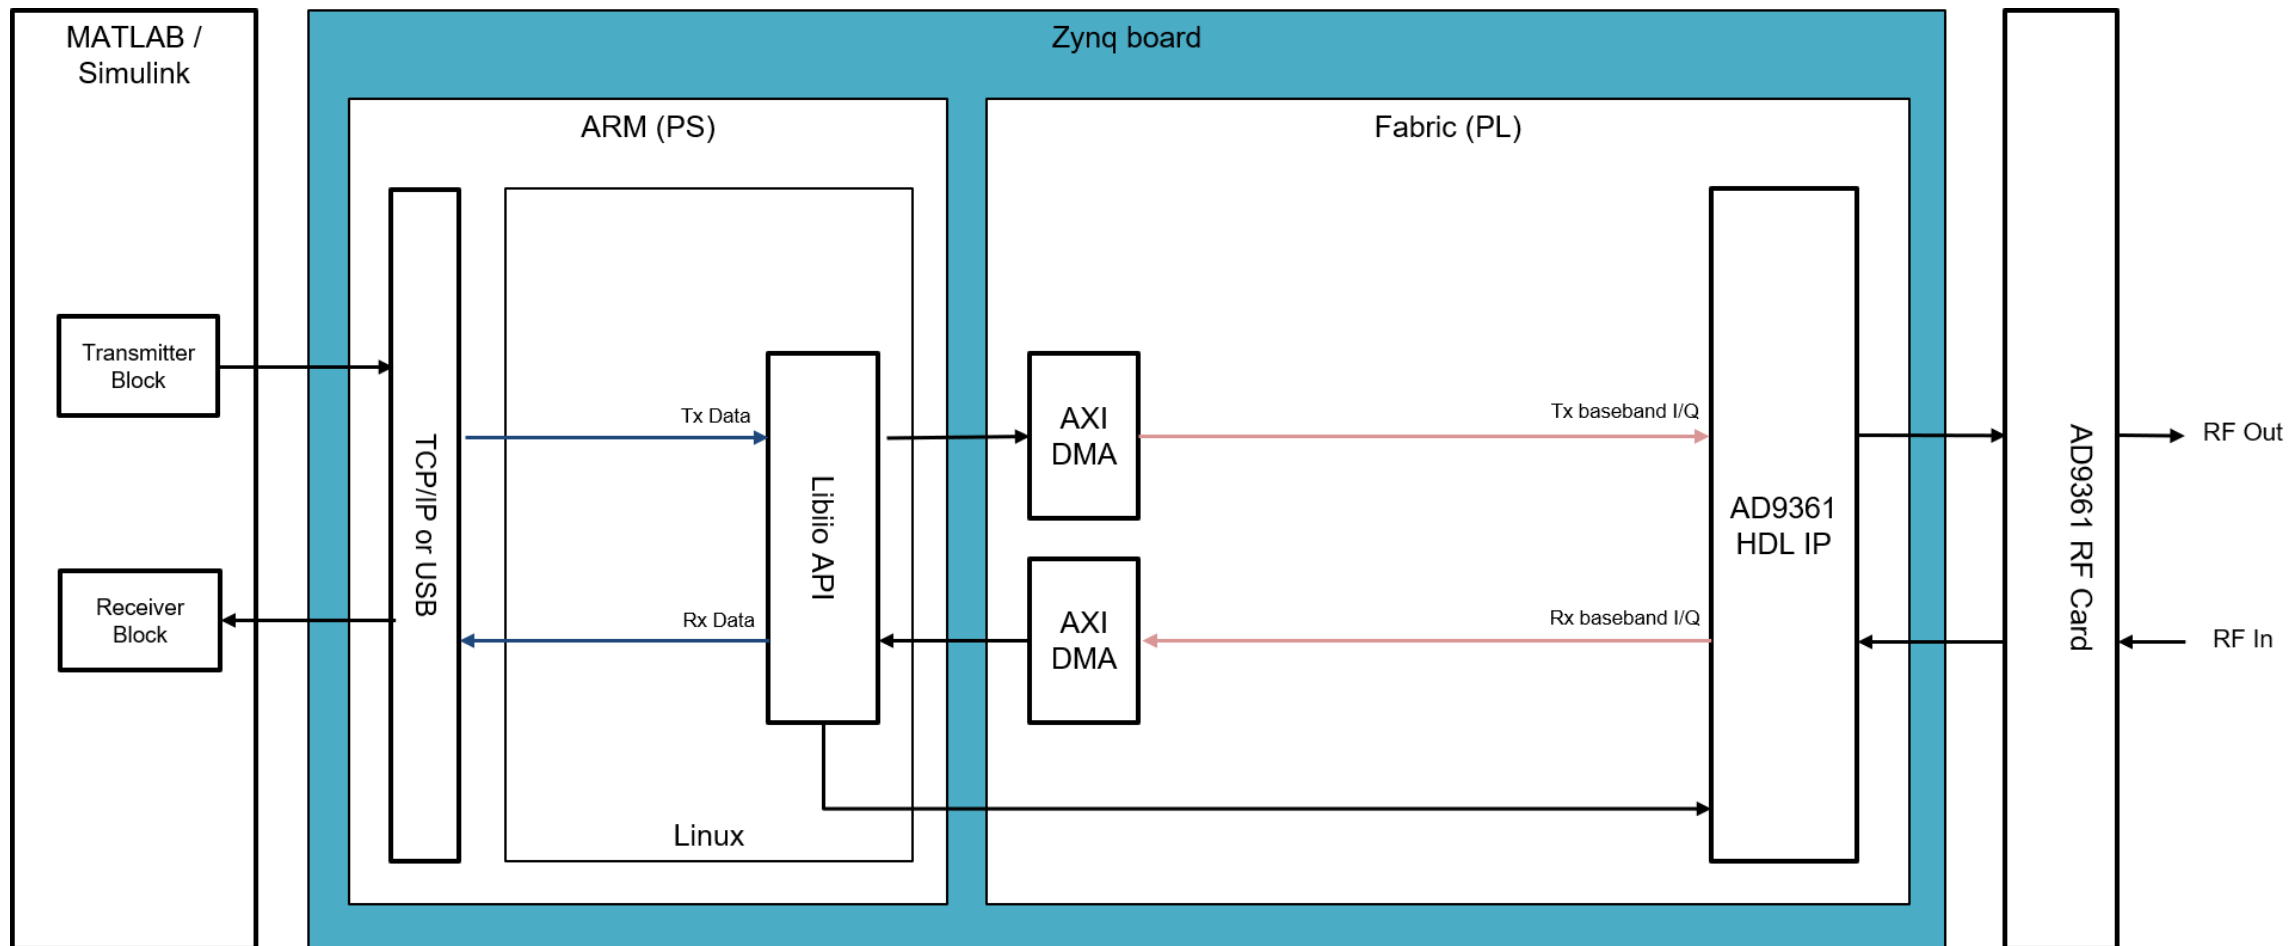 MATLAB /
Simulink
Zynq board
ARM (PS)
Fabric (PL)
Transmitter
Block
Receiver
Block
TCP/IP or USB
Tx Data
Rx Data
Libiio API
Linux
AXI
DMA
AXI
DMA
Tx baseband I/Q
Rx baseband I/Q
AD9361
HDL IP
AD9361 RF Card
RF Out
RF In